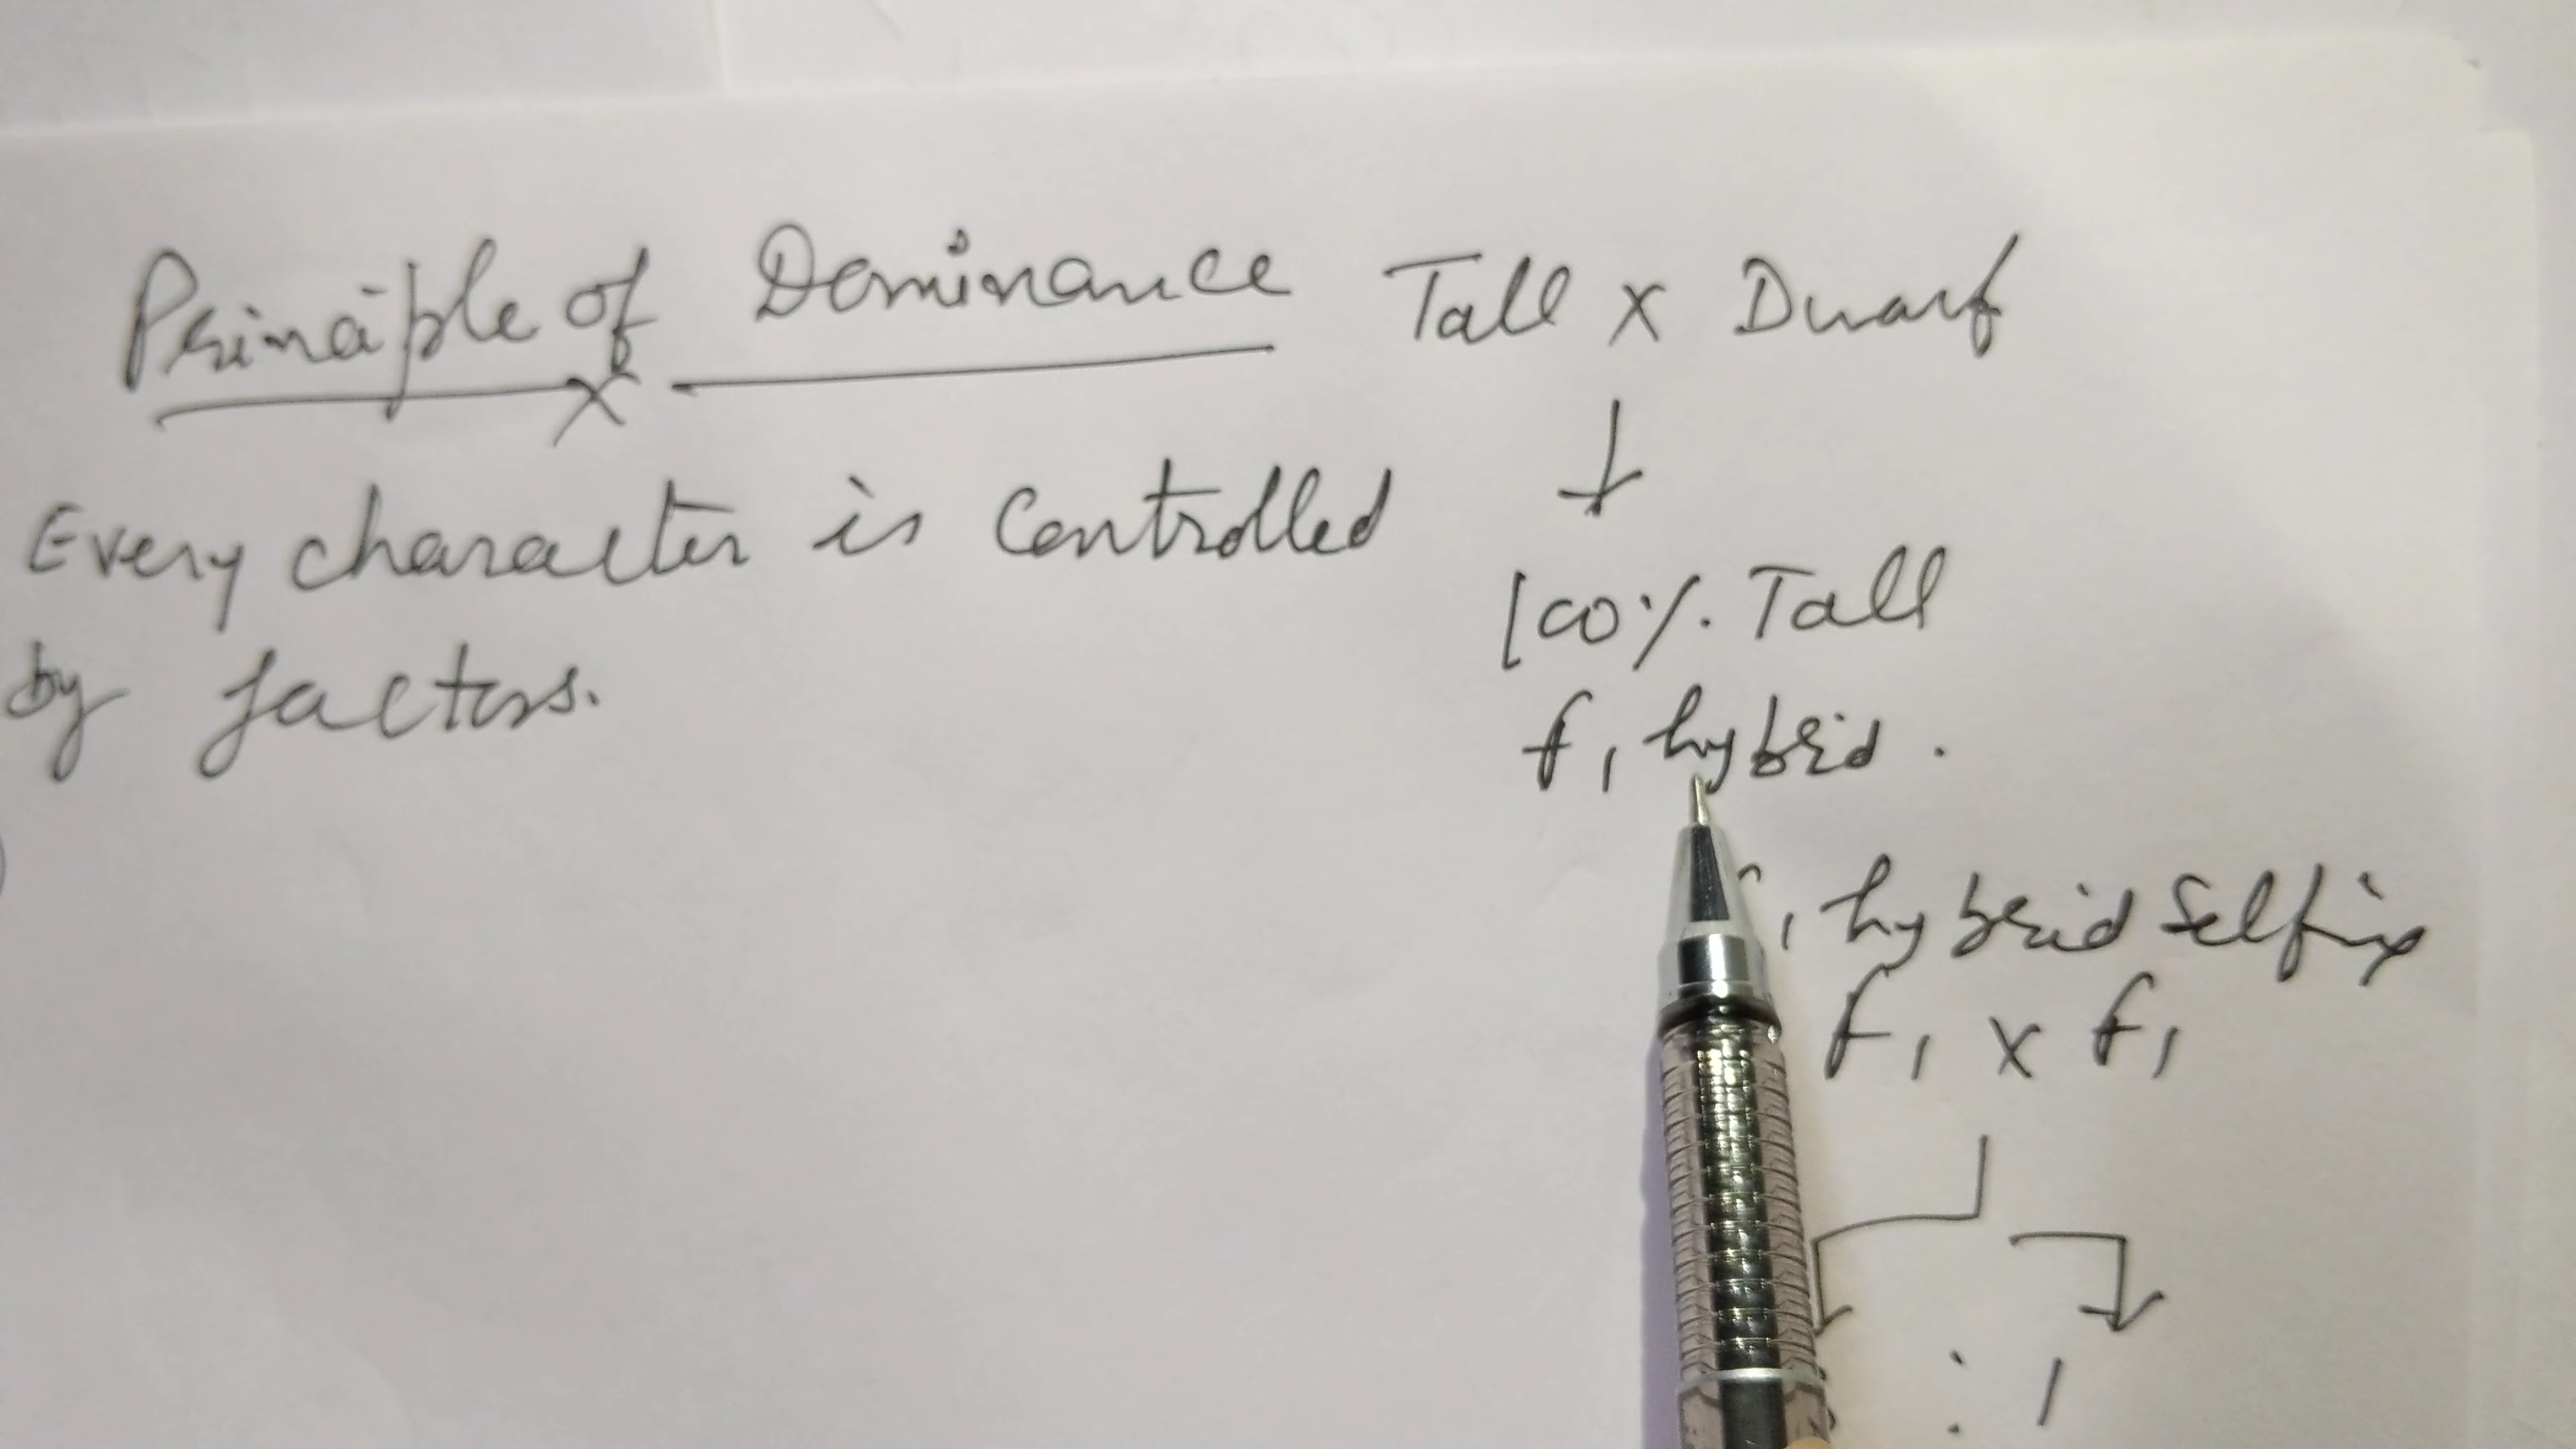 Principle of Dominance
Every character is controlled
by factors.
Tall x Dwarf
100% Tall
f1 hybrid.
1 hybrid Selfing
F1 x f1
: 1